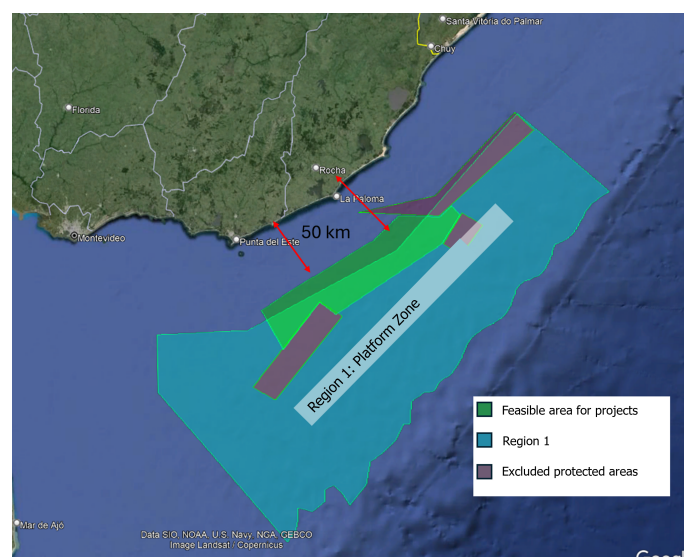 Santa Vitória do Palmar
Chuy
Florida
Rocha
La Paloma
50 km
Montevideo
Punta del Este
Region 1: Platform Zone
Feasible area for projects
Region 1
Excluded protected areas
Mar de Ajó
Data SIO, NOAA, U.S. Navy, NGA, GEBCO
Image Landsat / Copernicus